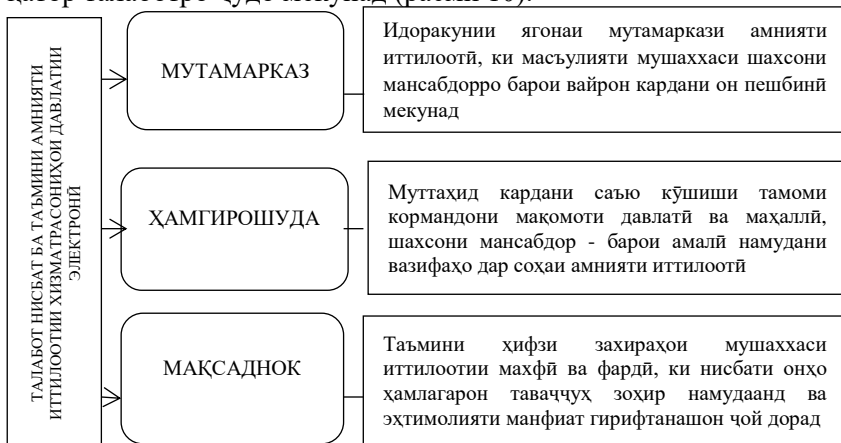 ТАЛАБОТ НИСБАТ БА ТАЪМИНИ АМНИЯТИ
ИТТИЛООТИИ ХИЗМАТРАСОНИҲОИ ДАВЛАТИИ
ЭЛЕКТРОНӢ
МУТАМАРКАЗ
Идоракунии ягонаи мутамаркази амнияти
иттилоотӣ, ки масъулияти мушаххаси шахсони
мансабдорро барои вайрон кардани он пешбинӣ
мекунад
ҲАМГИРОШУДА
Муттаҳид кардани саъю кӯшиши тамоми
кормандони мақомоти давлатӣ ва маҳаллӣ,
шахсони мансабдор - барои амалӣ намудани
вазифаҳо дар соҳаи амнияти иттилоотӣ
МАҚСАДНОК
Таъмини ҳифзи захираҳои мушаххаси
иттилоотии махфӣ ва фардӣ, ки нисбати онҳо
ҳамлагарон таваҷҷуҳ зоҳир намудаанд ва
эҳтимолияти манфиат гирифтанашон ҷой дорад